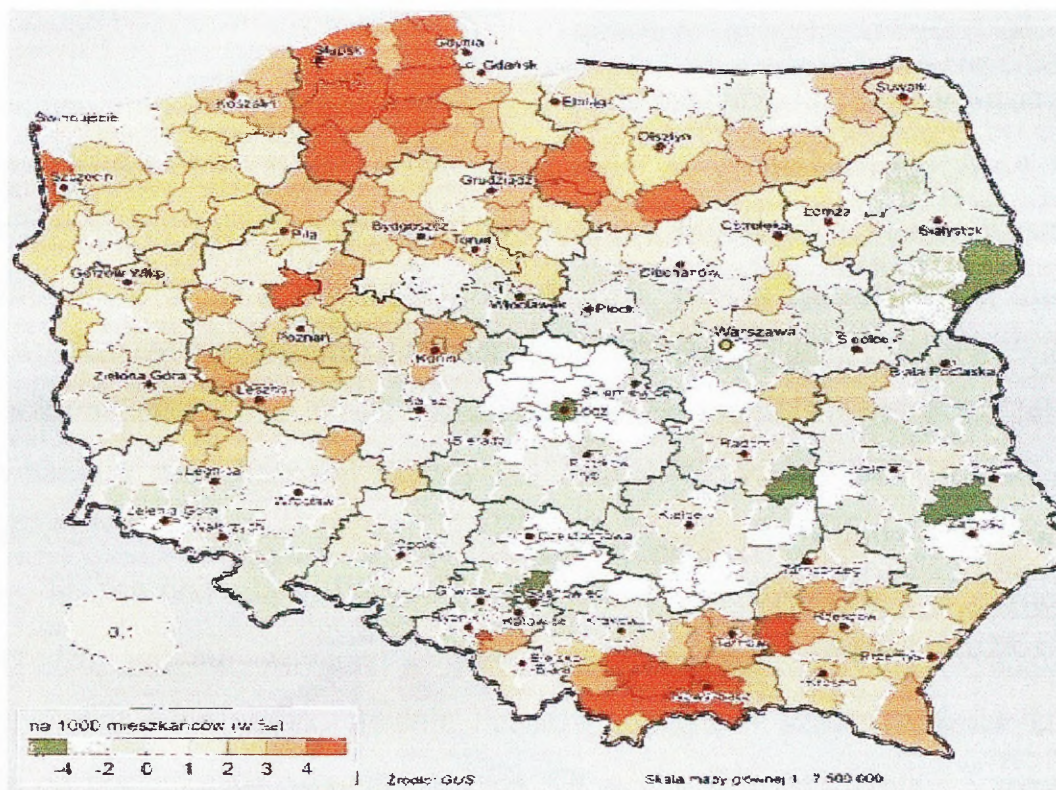 Słupsk
Gdynia
Gdańsk
Koszalin
Elbląg
Suwałki
Świnoujście
Olsztyn
Szczecin
Grudziądz
Łomża
Piła
Bydgoszcz
Toruń
Ostrołęka
Białystok
Gorzów Wlkp
Ciechanów
Włocławek
Płock
Poznań
Warszawa
Siedlce
Konin
Zielona Góra
Leszno
Kalisz
Skierniewice
Biała Podlaska
Łódź
Sieradz
Radom
Piotrków
Legnica
Wrocław
Jelenia Góra
Wałbrzych
Kielce
Zamość
Opole
Częstochowa
Tarnobrzeg
Gliwice
Sosnowiec
Katowice
Rybnik
Kraków
Tarnów
Rzeszów
Przemyśl
Bielsko-
Biała
Krosno
0,1
na 1000 mieszkańców (w ‰)
-4 -2 0 1 2 3 4
Źródło: GUS
Skala mapy głównej 1 : 7 500 000